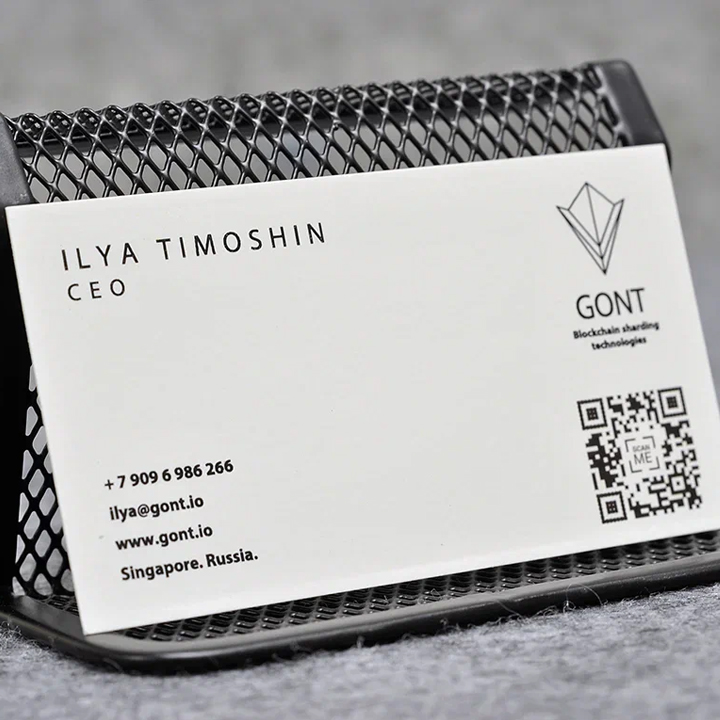 ILYA TIMOSHIN
CEO
GONT
Blockchain sharding
technologies
SCAN
ME
+7 909 6 986 266
ilya@gont.io
www.gont.io
Singapore. Russia.